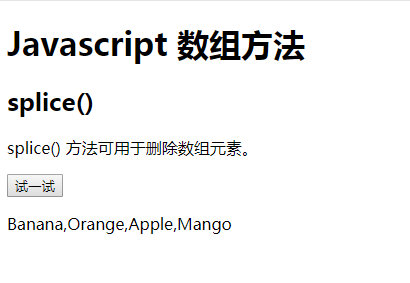 Javascript 数组方法
splice()
splice() 方法可用于删除数组元素。
试一试
Banana,Orange,Apple,Mango